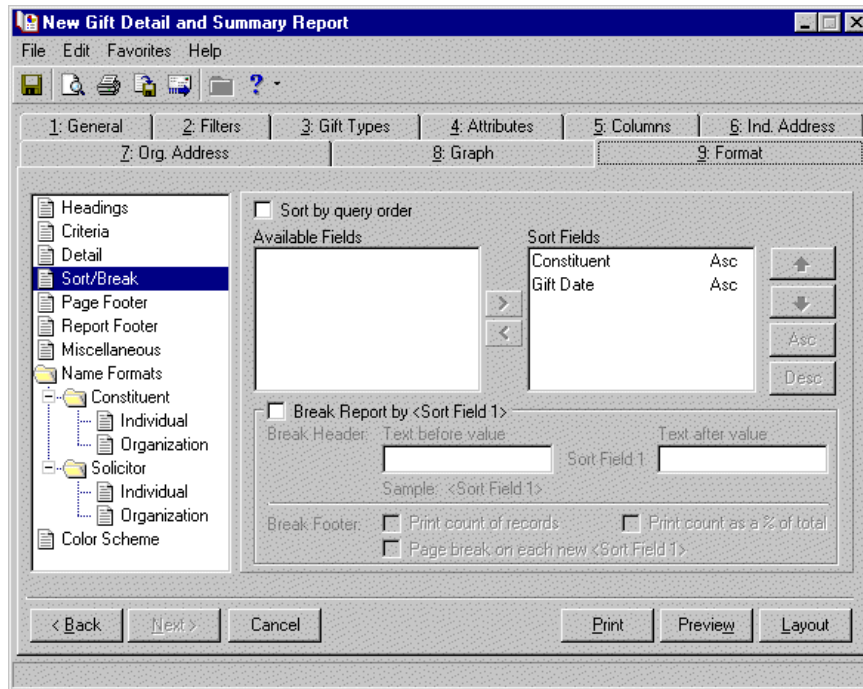 New Gift Detail and Summary Report
File Edit Favorites Help
1: General 2: Filters 3: Gift Types 4: Attributes 5: Columns 6: Ind. Address
7: Org. Address 8: Graph 9: Format
Headings
Criteria
Detail
Sort/Break
Page Footer
Report Footer
Miscellaneous
Name Formats
Constituent
Individual
Organization
Solicitor
Individual
Organization
Color Scheme
Sort by query order
Available Fields
Sort Fields
Constituent Asc
Gift Date Asc
>
<
Asc
Desc
Break Report by <Sort Field 1>
Break Header: Text before value Text after value
Sort Field 1
Sample: <Sort Field 1>
Break Footer: Print count of records Print count as a % of total
Page break on each new <Sort Field 1>
< Back Next > Cancel Print Preview Layout